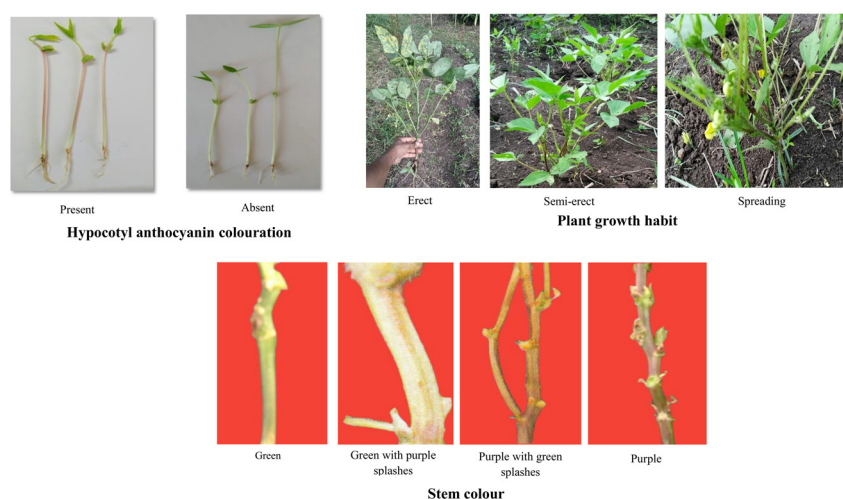 Present
Absent
Hypocotyl anthocyanin colouration
Erect
Semi-erect
Spreading
Plant growth habit
Green
Green with purple
splashes
Purple with green
splashes
Purple
Stem colour